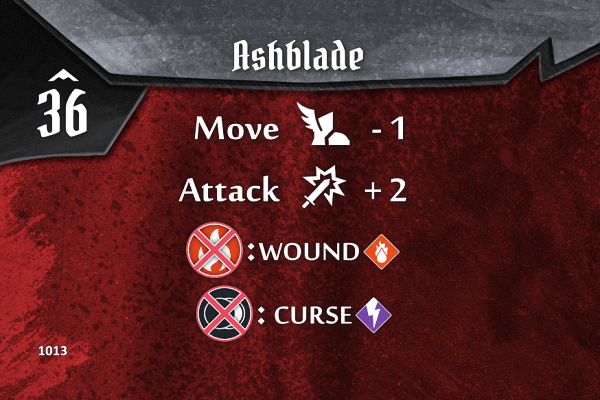 Ashblade
36
Move - 1
Attack + 2
: WOUND
: CURSE
1013